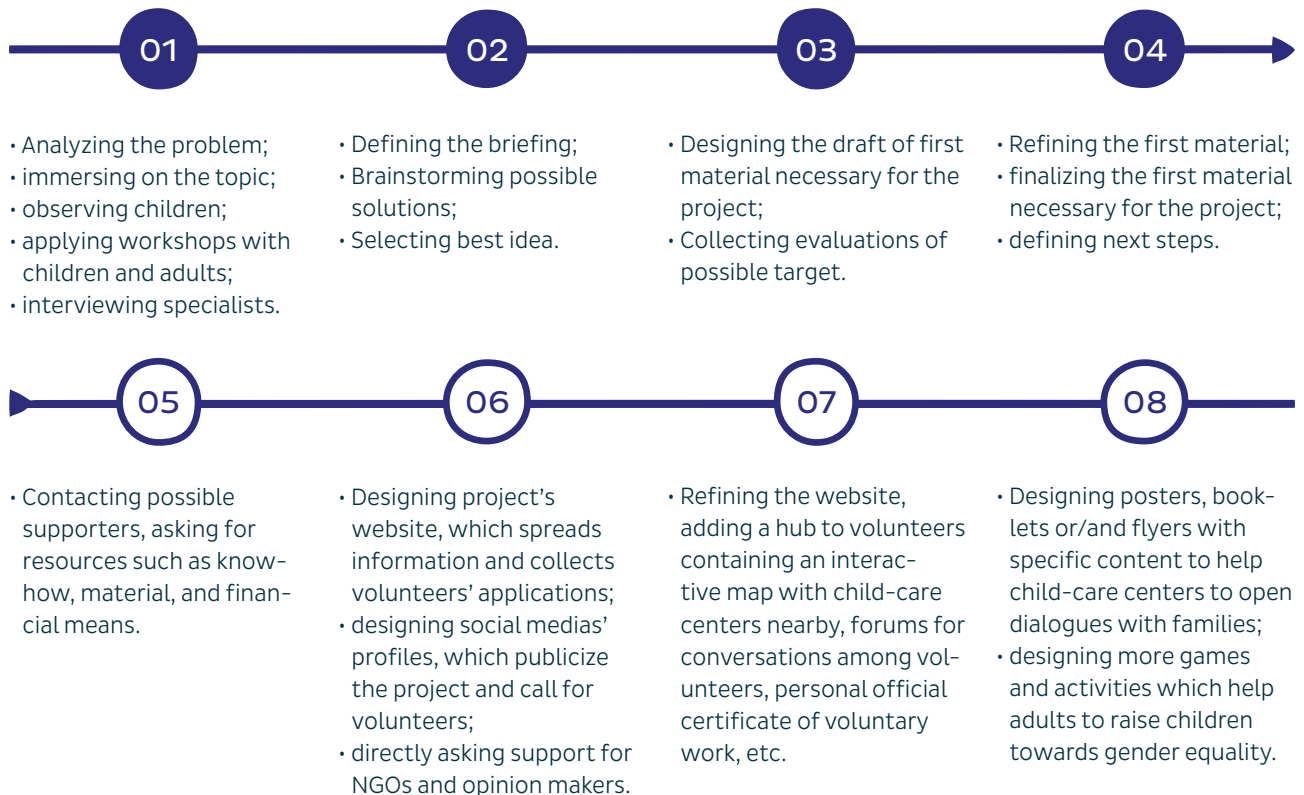 01
02
03
04
• Analyzing the problem;
• immersing on the topic;
• observing children;
• applying workshops with
children and adults;
• interviewing specialists.
• Defining the briefing;
• Brainstorming possible
solutions;
• Selecting best idea.
• Designing the draft of first
material necessary for the
project;
• Collecting evaluations of
possible target.
• Refining the first material;
• finalizing the first material
necessary for the project;
• defining next steps.
05
06
07
08
• Contacting possible
supporters, asking for
resources such as know-
how, material, and finan-
cial means.
• Designing project's
website, which spreads
information and collects
volunteers' applications;
• designing social medias'
profiles, which publicize
the project and call for
volunteers;
• directly asking support for
NGOs and opinion makers.
• Refining the website,
adding a hub to volunteers
containing an interac-
tive map with child-care
centers nearby, forums for
conversations among vol-
unteers, personal official
certificate of voluntary
work, etc.
• Designing posters, book-
lets or/and flyers with
specific content to help
child-care centers to open
dialogues with families;
• designing more games
and activities which help
adults to raise children
towards gender equality.